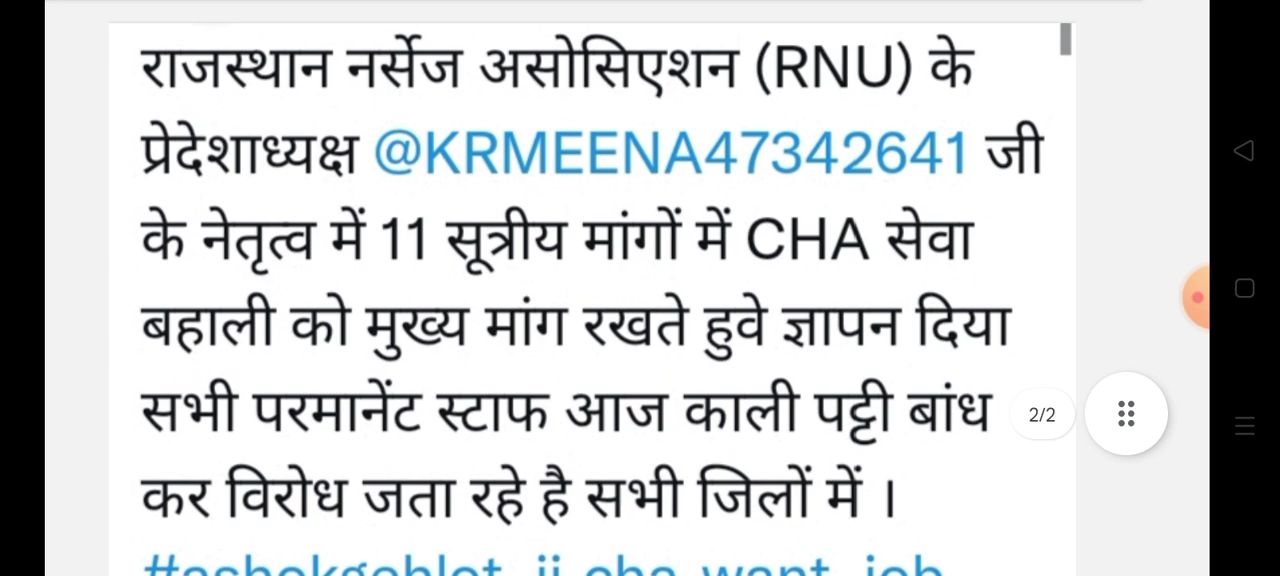 राजस्थान नर्सेज असोसिएशन (RNU) के
प्रेदेशाध्यक्ष @KRMEENA47342641 जी
के नेतृत्व में 11 सूत्रीय मांगों में CHA सेवा
बहाली को मुख्य मांग रखते हुवे ज्ञापन दिया
सभी परमानेंट स्टाफ आज काली पट्टी बांध
2/2
कर विरोध जता रहे है सभी जिलों में ।
#ashokgehlot_ji_cha_want_job